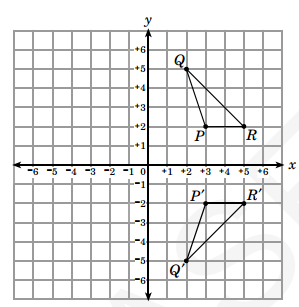 y
+6
+5
Q
+4
+3
+2
P R
+1
-6 -5 -4 -3 -2 -1 0 +1 +2 +3 +4 +5 +6 x
-1
P′ R′
-2
-3
-4
-5
Q′
-6